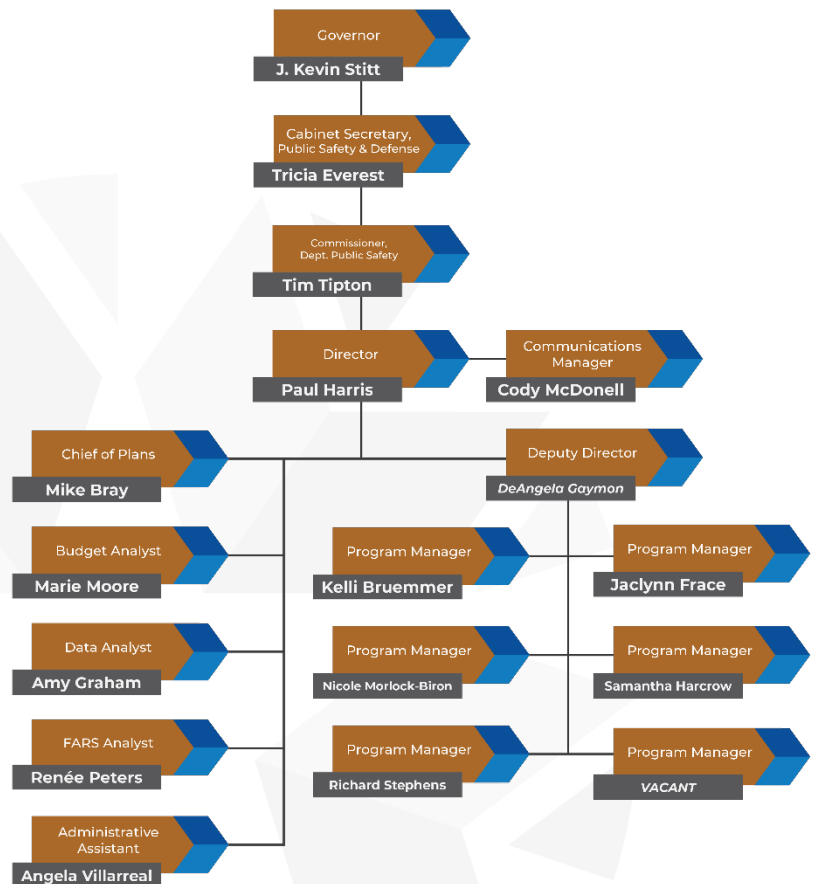 Governor
J. Kevin Stitt
Cabinet Secretary,
Public Safety & Defense
Tricia Everest
Commissioner,
Dept. Public Safety
Tim Tipton
Director
Paul Harris
Communications
Manager
Cody McDonell
Chief of Plans
Mike Bray
Deputy Director
DeAngela Gaymon
Budget Analyst
Marie Moore
Program Manager
Kelli Bruemmer
Program Manager
Jaclynn Frace
Data Analyst
Amy Graham
Program Manager
Nicole Morlock-Biron
Program Manager
Samantha Harcrow
FARS Analyst
Renée Peters
Program Manager
Richard Stephens
Program Manager
VACANT
Administrative
Assistant
Angela Villarreal